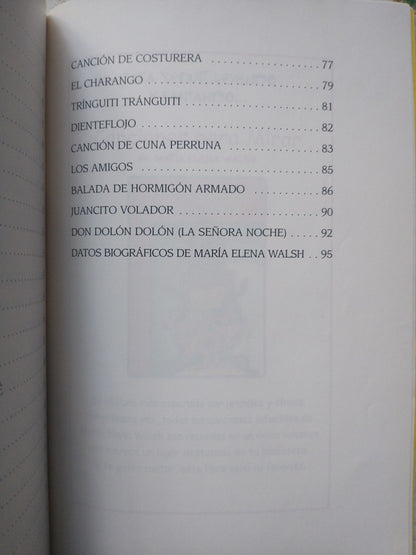 CANCIÓN DE COSTURERA ..................... 77
EL CHARANGO ..................................... 79
TRÍNGUITI TRÁNGUITI ........................... 81
DIENTEFLOJO ...................................... 82
CANCIÓN DE CUNA PERRUNA ................. 83
LOS AMIGOS ....................................... 85
BALADA DE HORMIGÓN ARMADO ............. 86
JUANCITO VOLADOR ............................. 90
DON DOLÓN DOLÓN (LA SEÑORA NOCHE) ..... 92
DATOS BIOGRÁFICOS DE MARÍA ELENA WALSH .. 95